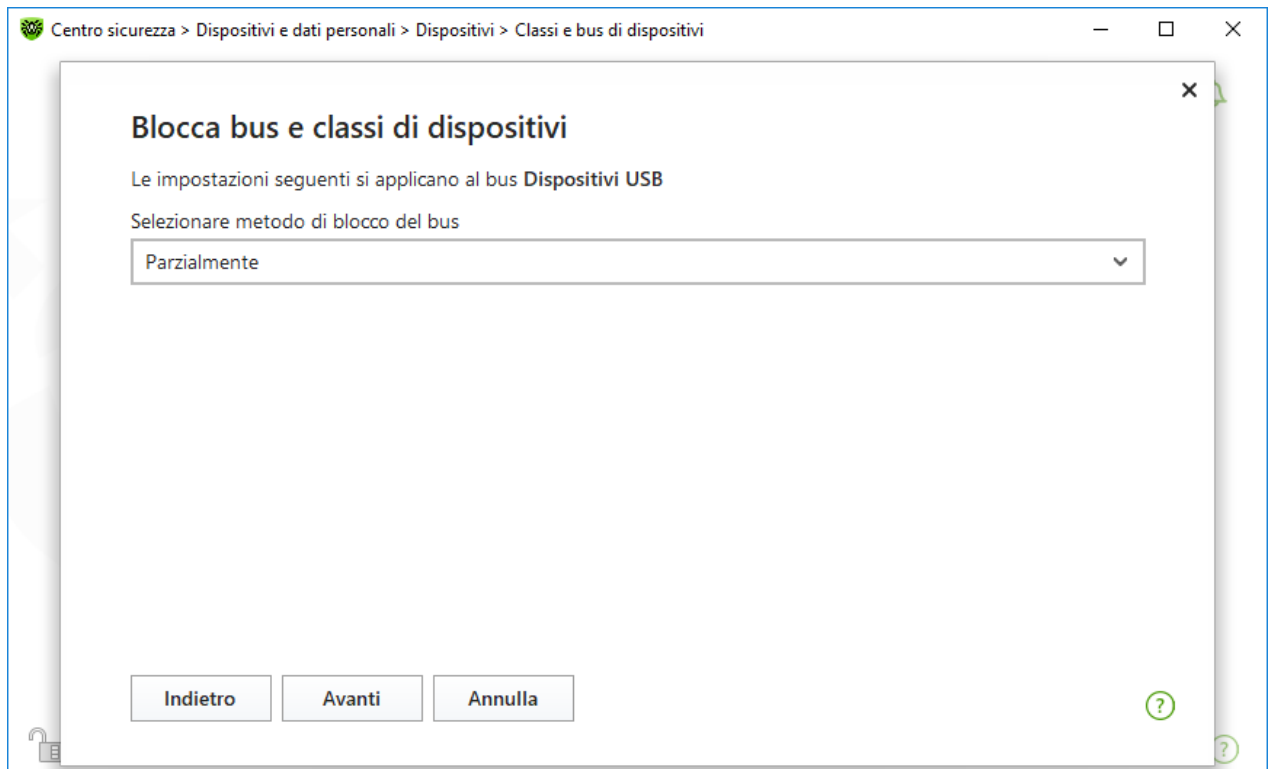 Centro sicurezza > Dispositivi e dati personali > Dispositivi > Classi e bus di dispositivi
Blocca bus e classi di dispositivi
Le impostazioni seguenti si applicano al bus Dispositivi USB
Selezionare metodo di blocco del bus
Parzialmente
Indietro Avanti Annulla ?
?